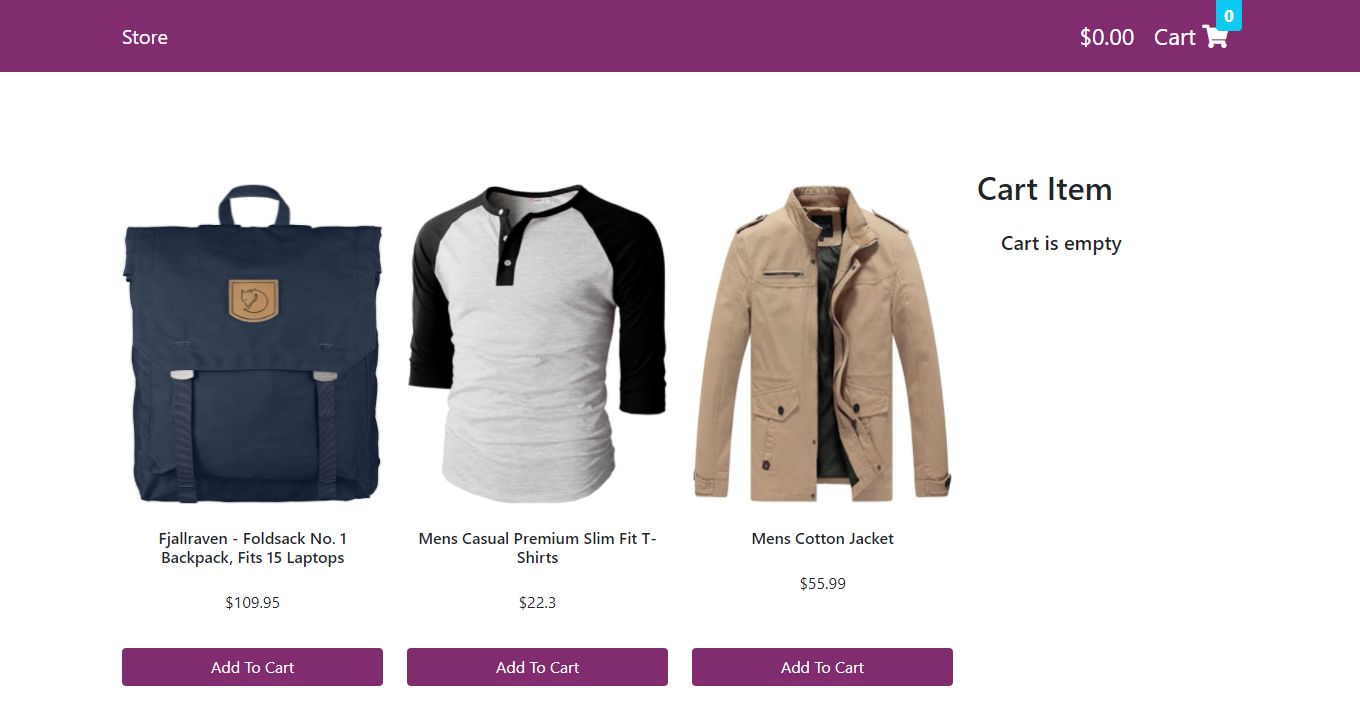 Store
$0.00 Cart 0
Cart Item
Cart is empty
Fjallraven - Foldsack No. 1
Backpack, Fits 15 Laptops
$109.95
Add To Cart
Mens Casual Premium Slim Fit T-
Shirts
$22.3
Add To Cart
Mens Cotton Jacket
$55.99
Add To Cart